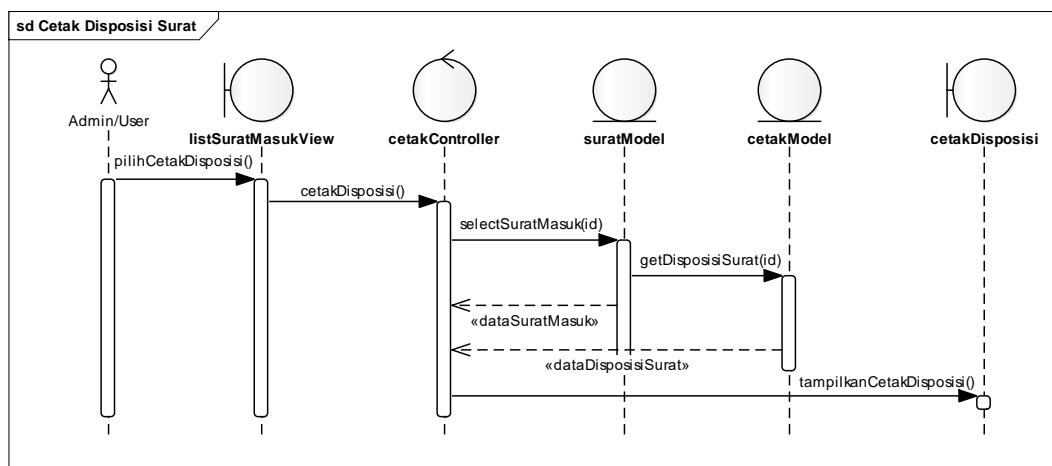 sd Cetak Disposisi Surat
Admin/User
listSuratMasukView
cetakController
suratModel
cetakModel
cetakDisposisi
pilihCetakDisposisi()
cetakDisposisi()
selectSuratMasuk(id)
getDisposisiSurat(id)
«dataSuratMasuk»
«dataDisposisiSurat»
tampilkanCetakDisposisi()